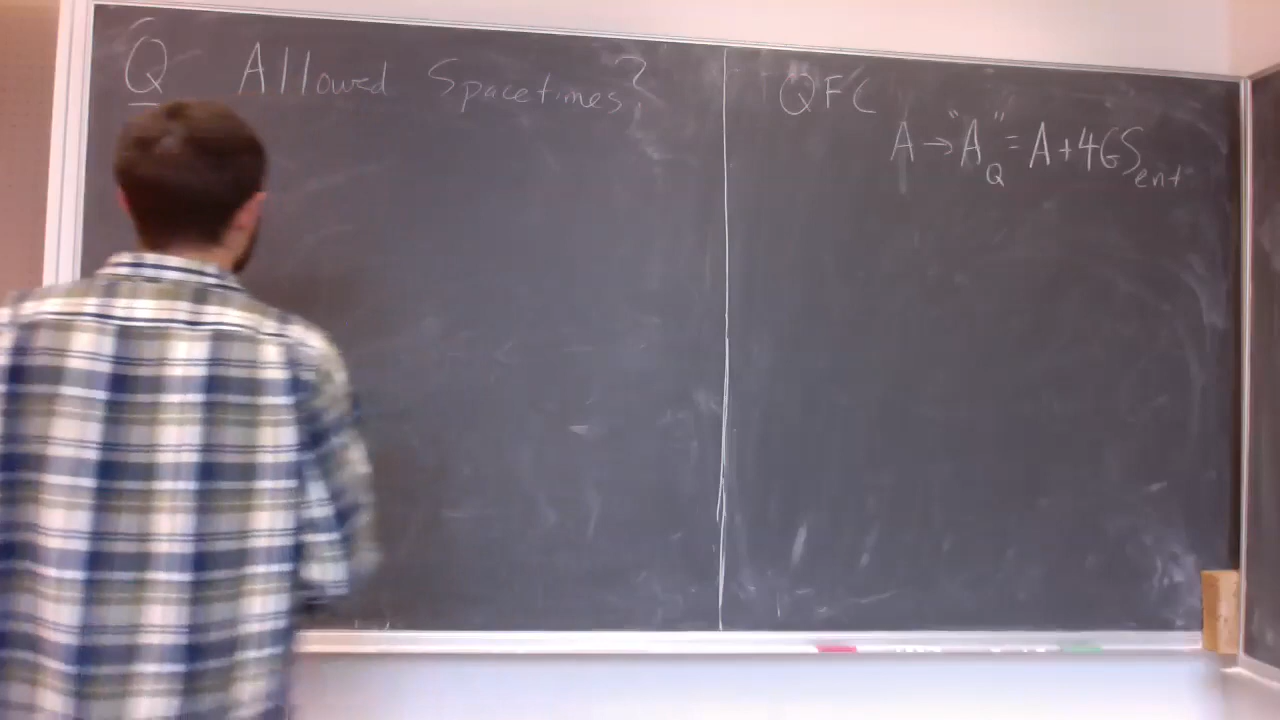 Q Allowed Spacetimes?
QFC
A → "A_Q" = A + 4GS_ent